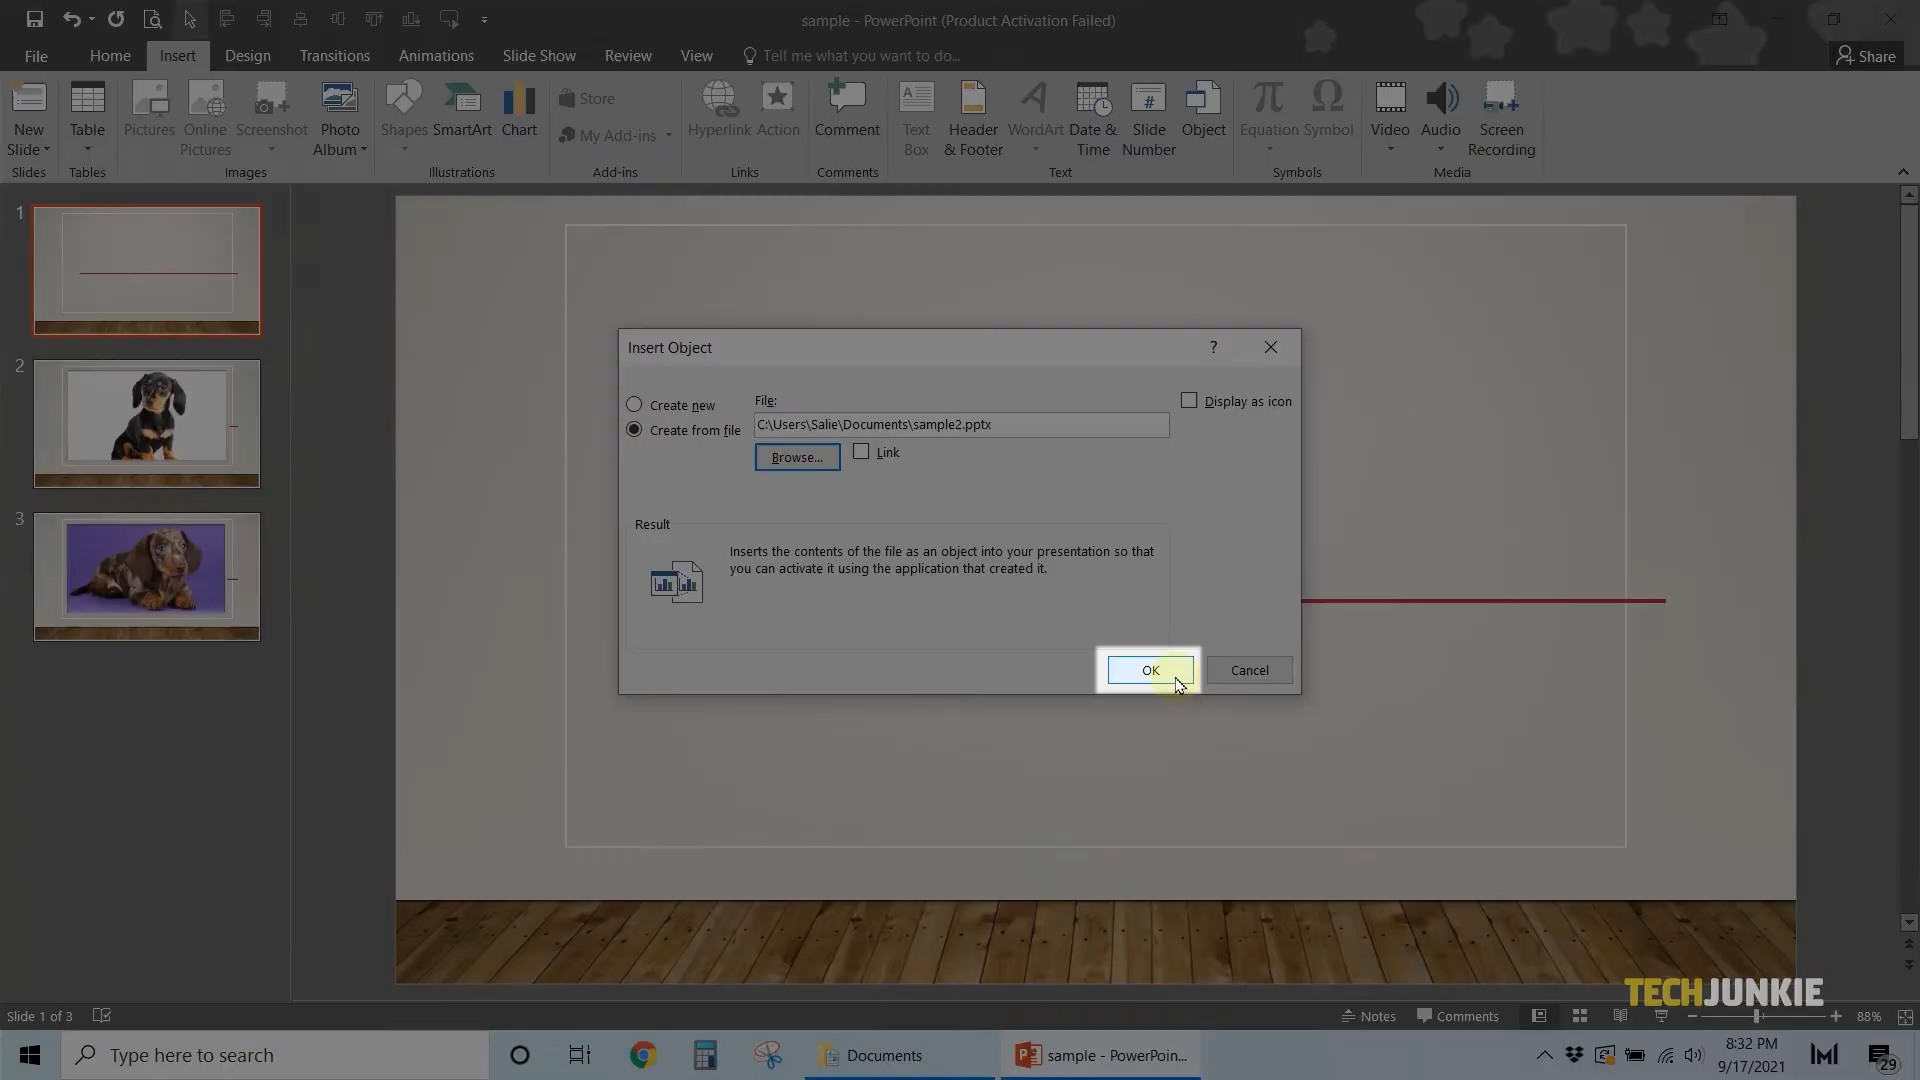 sample - PowerPoint (Product Activation Failed)
File Home Insert Design Transitions Animations Slide Show Review View Tell me what you want to do... Share
New Slide Table Pictures Online Pictures Screenshot Photo Album Shapes SmartArt Chart Store My Add-ins Hyperlink Action Comment Text Box Header & Footer WordArt Date & Time Slide Number Object Equation Symbol Video Audio Screen Recording
Slides Tables Images Illustrations Add-ins Links Comments Text Symbols Media
1
2
3
Insert Object ?
Create new
Create from file
File:
C:\Users\Salie\Documents\sample2.pptx
Browse... Link
Display as icon
Result
Inserts the contents of the file as an object into your presentation so that
you can activate it using the application that created it.
OK Cancel
TECHJUNKIE
Slide 1 of 3 Notes Comments 88%
Type here to search Documents sample - PowerPoin... 8:32 PM
9/17/2021 29